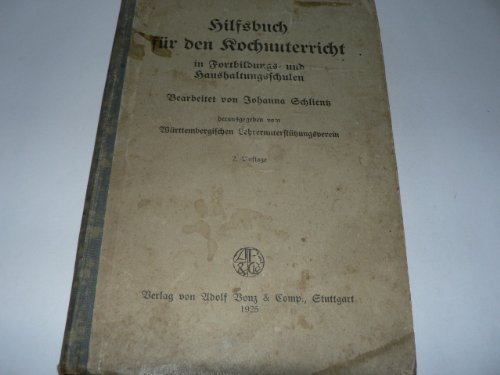 Hilfsbuch
für den Kochunterricht
in Fortbildungs- und
Haushaltungsschulen
Bearbeitet von Johanna Schlientz
herausgegeben vom
Württembergischen Lehrerunterstützungsverein
2. Auflage
Verlag von Adolf Bonz & Comp., Stuttgart
1925